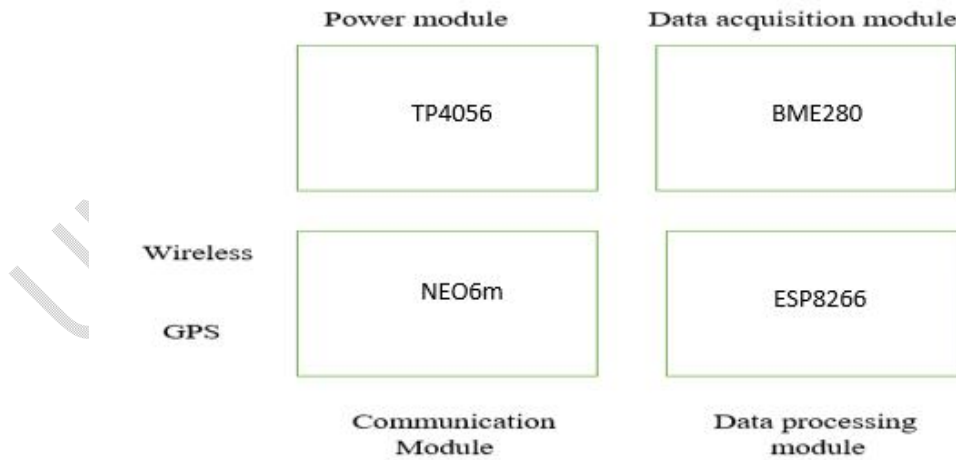 Power module
Data acquisition module
TP4056
BME280
Wireless
GPS
NEO6m
ESP8266
Communication
Module
Data processing
module